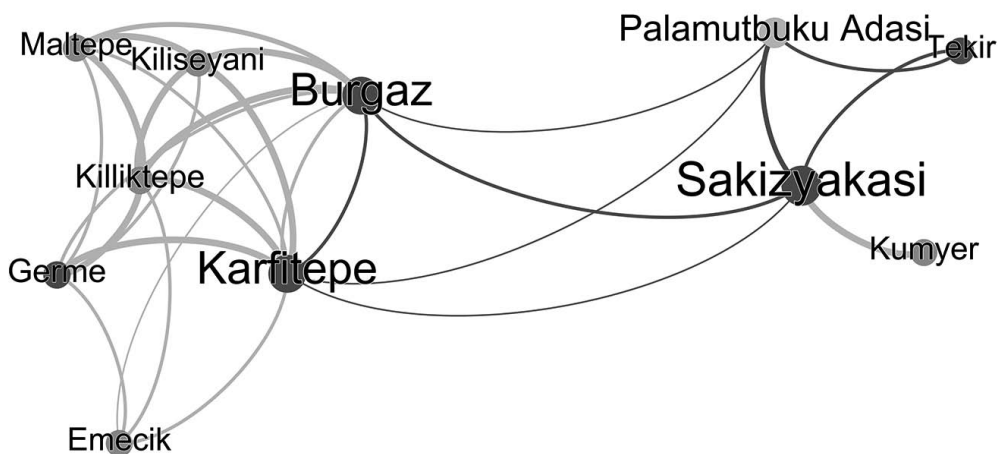 Maltepe
Kiliseyani
Burgaz
Palamutbuku Adasi
Tekir
Killiktepe
Sakizyakasi
Germe
Karfitepe
Kumyer
Emecik